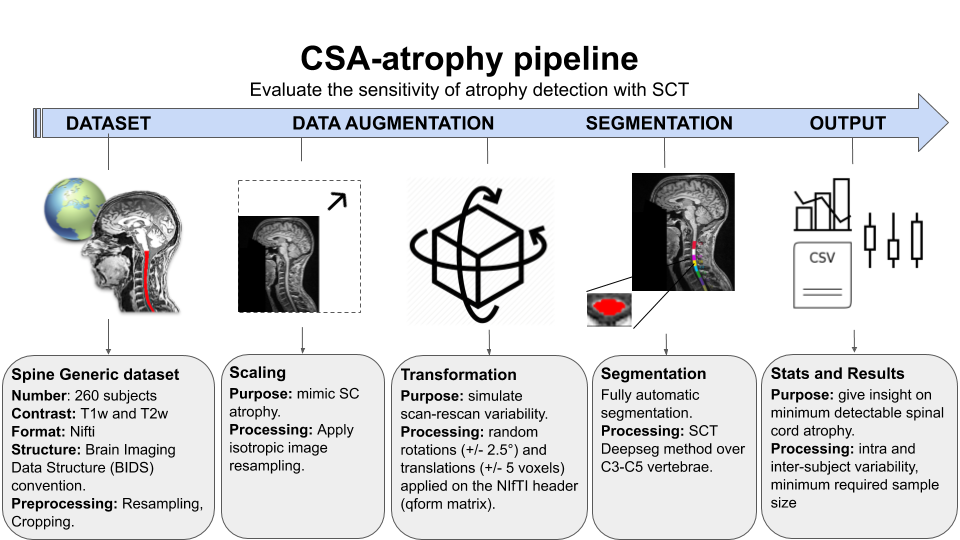 CSA-atrophy pipeline
Evaluate the sensitivity of atrophy detection with SCT
DATASET
DATA AUGMENTATION
SEGMENTATION
OUTPUT
CSV
Spine Generic dataset
Number: 260 subjects
Contrast: T1w and T2w
Format: Nifti
Structure: Brain Imaging
Data Structure (BIDS)
convention.
Preprocessing: Resampling,
Cropping.
Scaling
Purpose: mimic SC
atrophy.
Processing: Apply
isotropic image
resampling.
Transformation
Purpose: simulate
scan-rescan variability.
Processing: random
rotations (+/- 2.5°) and
translations (+/- 5 voxels)
applied on the NIfTI header
(qform matrix).
Segmentation
Fully automatic
segmentation.
Processing: SCT
Deepseg method over
C3-C5 vertebrae.
Stats and Results
Purpose: give insight on
minimum detectable spinal
cord atrophy.
Processing: intra and
inter-subject variability,
minimum required sample
size